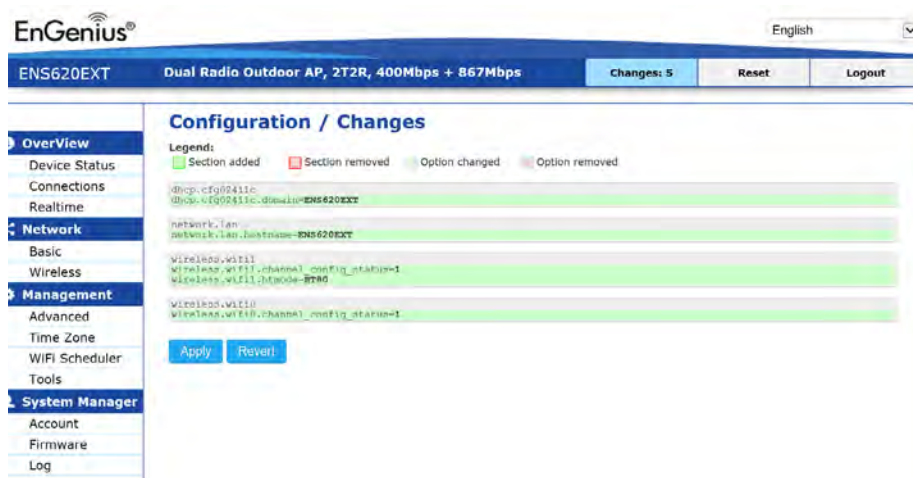 EnGenius®
English
ENS620EXT
Dual Radio Outdoor AP, 2T2R, 400Mbps + 867Mbps
Changes: 5
Reset
Logout
Configuration / Changes
Legend:
Section added
Section removed
Option changed
Option removed
OverView
Device Status
Connections
Realtime
Network
Basic
Wireless
Management
Advanced
Time Zone
WiFi Scheduler
Tools
System Manager
Account
Firmware
Log
dhcp.cfg02411c
dhcp.cfg02411c.domain=ENS620EXT
network.lan
network.lan.hostname=ENS620EXT
wireless.wifi1
wireless.wifi1.channel_config_status=1
wireless.wifi1.htmode=HT80
wireless.wifi0
wireless.wifi0.channel_config_status=1
Apply
Revert